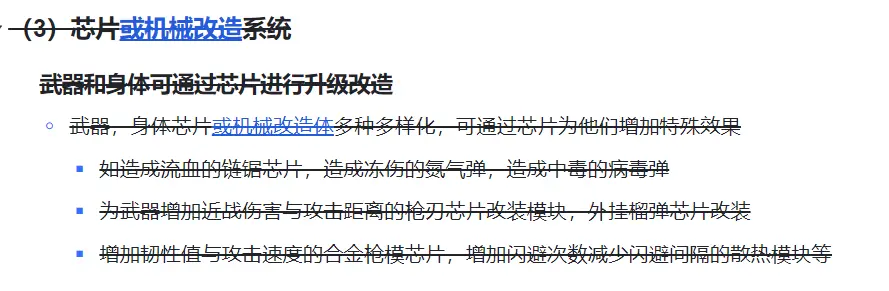 （3）芯片或机械改造系统
武器和身体可通过芯片进行升级改造
武器，身体芯片或机械改造体多种多样化，可通过芯片为他们增加特殊效果
如造成流血的链锯芯片，造成冻伤的氮气弹，造成中毒的病毒弹
为武器增加近战伤害与攻击距离的枪刃芯片改装模块，外挂榴弹芯片改装
增加韧性值与攻击速度的合金枪模芯片，增加闪避次数减少闪避间隔的散热模块等